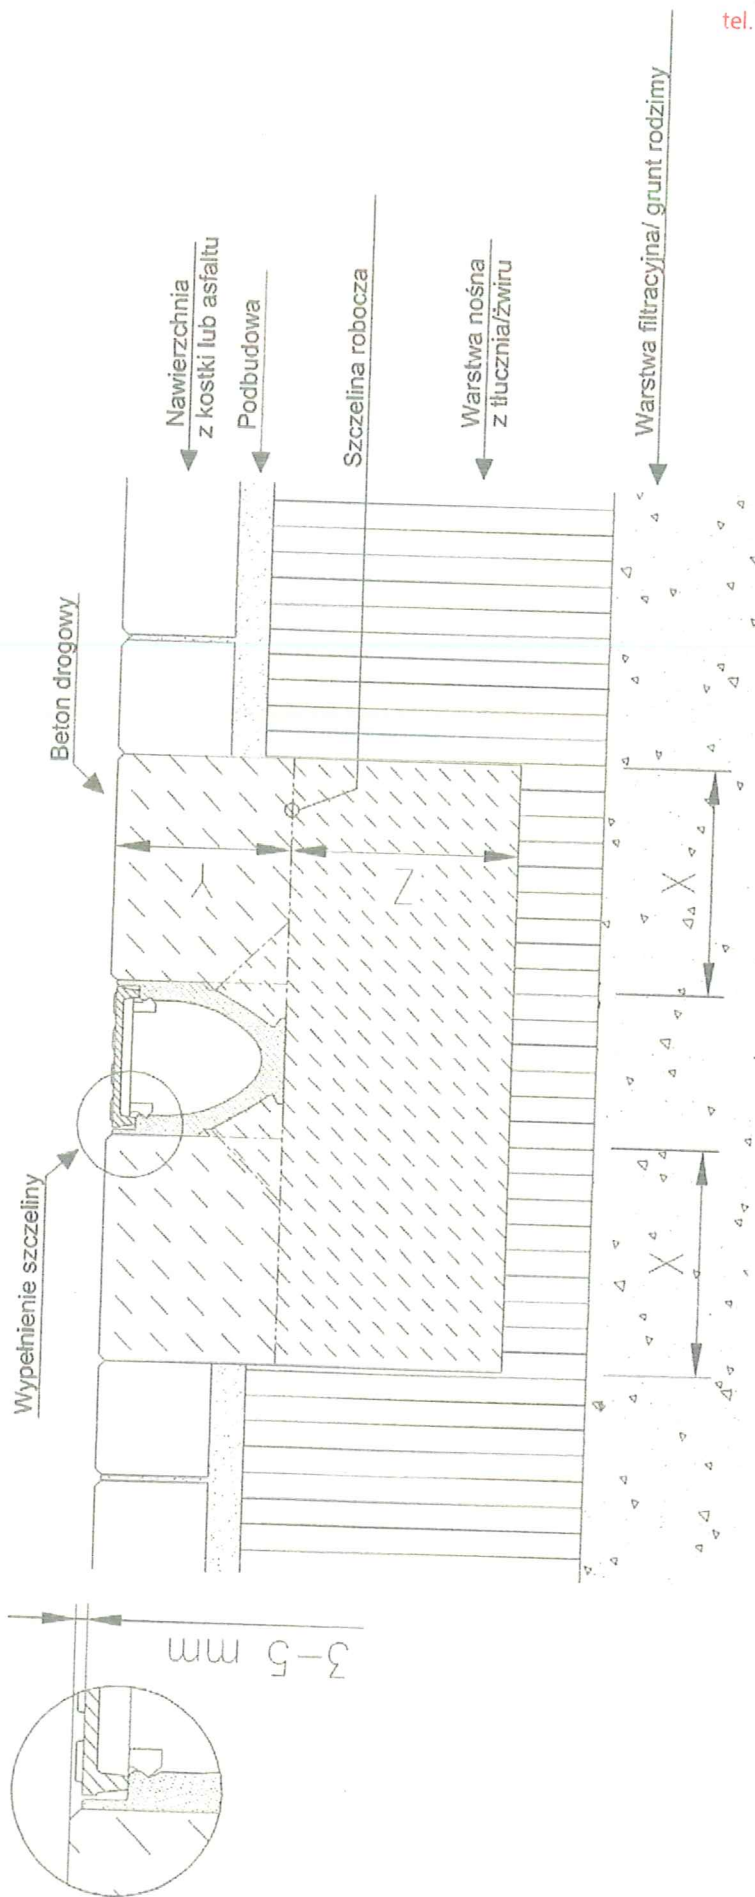 tel.
Wypełnienie szczeliny
Beton drogowy
Nawierzchnia
z kostki lub asfaltu
Podbudowa
Szczelina robocza
Warstwa nośna
z tłucznia/żwiru
Warstwa filtracyjna/ grunt rodzimy
3-5 mm
Y
Z
X
X